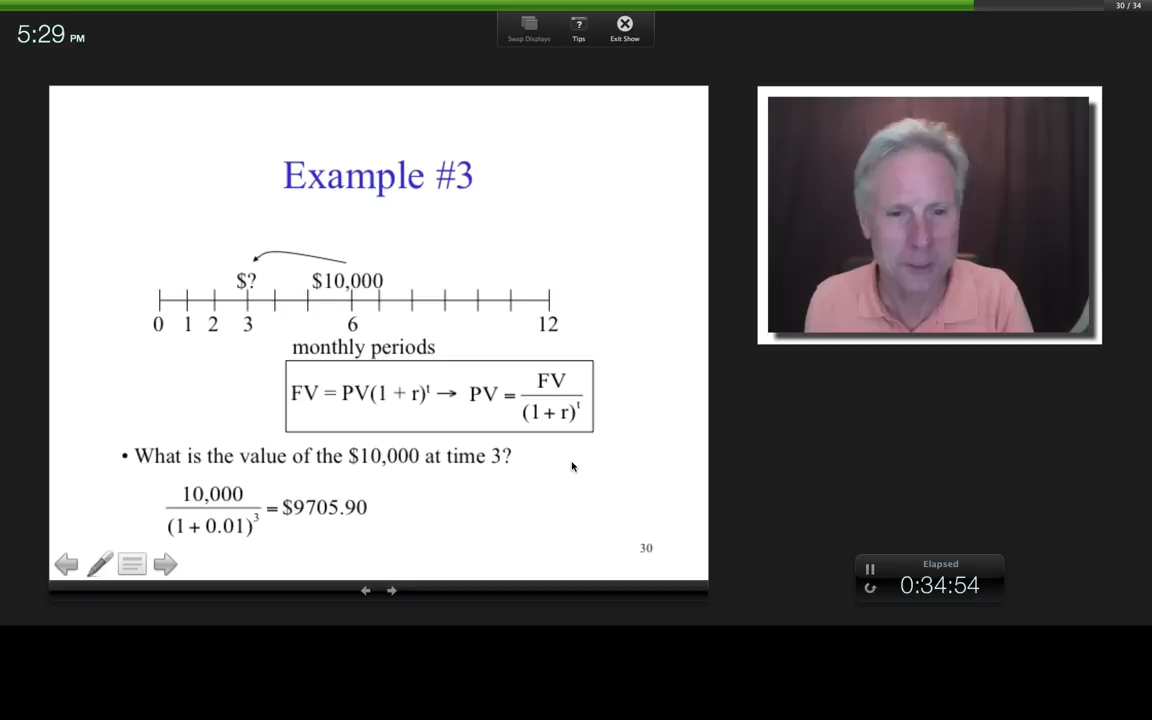 30 / 34
5:29 PM
Swap Displays Tips Exit Show
Example #3
$? $10,000
0 1 2 3 6 12
monthly periods
FV = PV(1 + r)ᵗ → PV = FV / (1 + r)ᵗ
• What is the value of the $10,000 at time 3?
10,000 / (1 + 0.01)³ = $9705.90
30
Elapsed
0:34:54